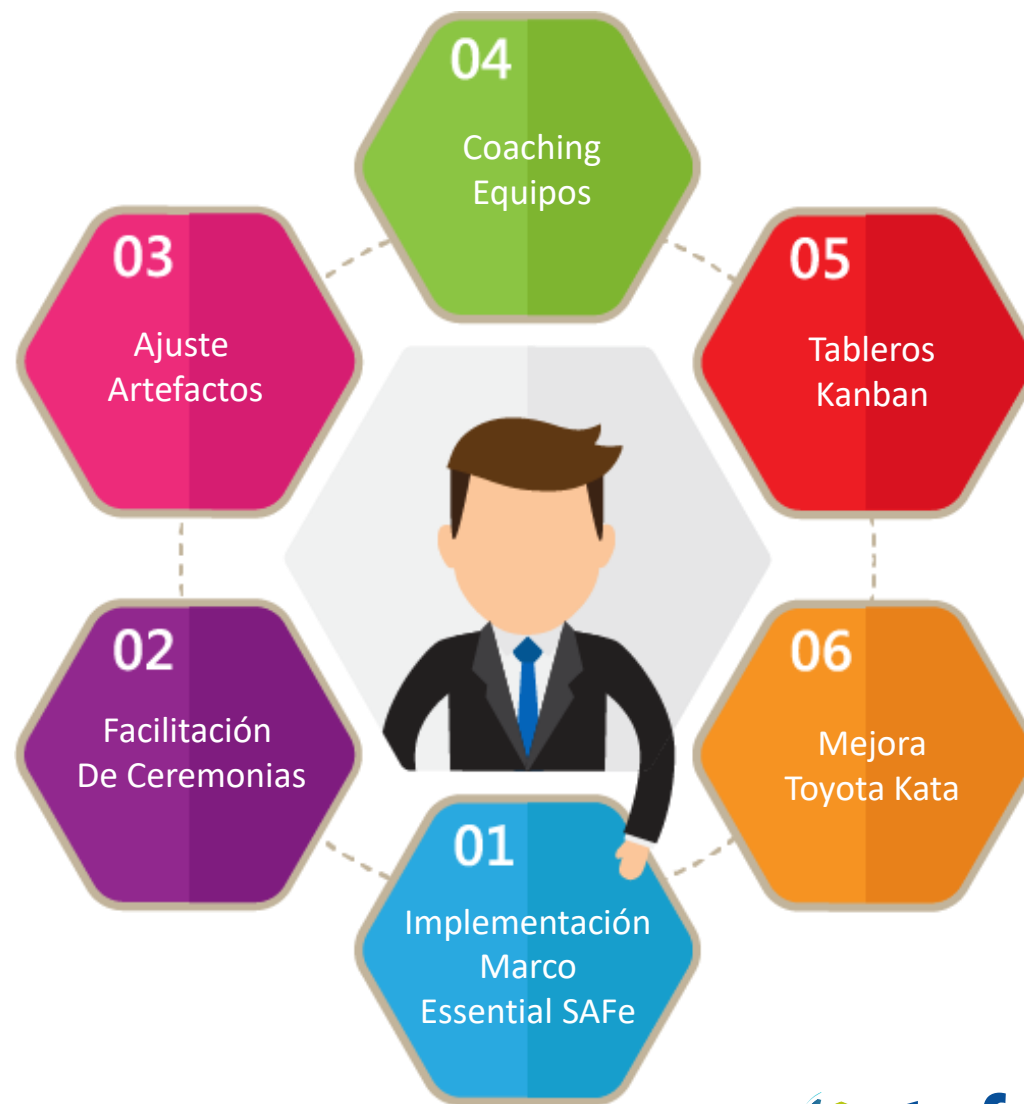 04
Coaching
Equipos
03
Ajuste
Artefactos
05
Tableros
Kanban
02
Facilitación
De Ceremonias
06
Mejora
Toyota Kata
01
Implementación
Marco
Essential SAFe